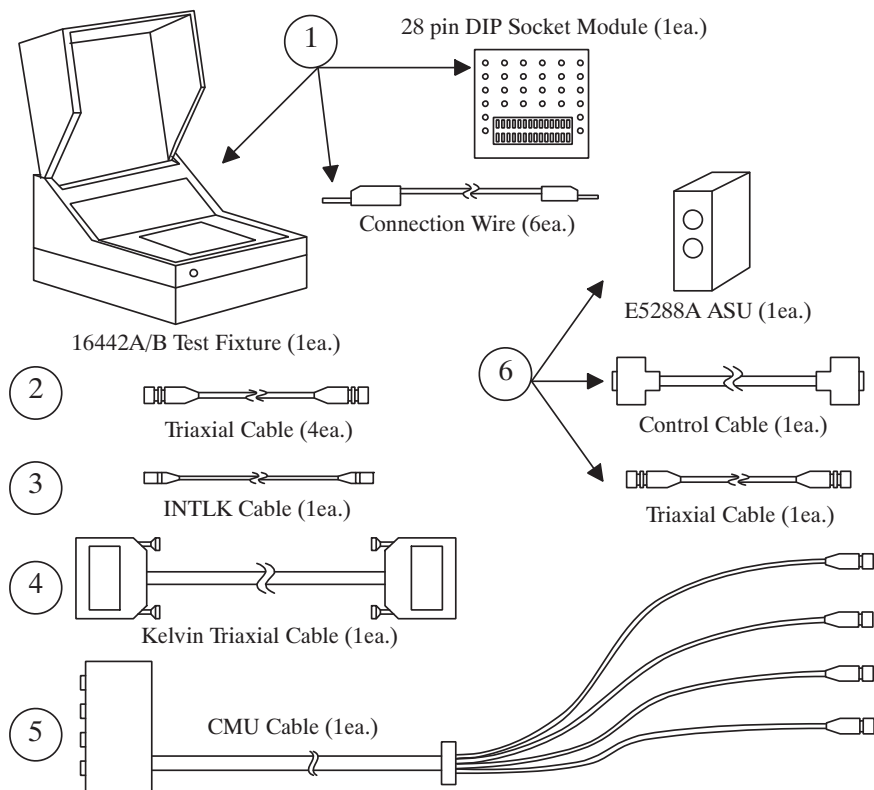 1
28 pin DIP Socket Module (1ea.)
Connection Wire (6ea.)
16442A/B Test Fixture (1ea.)
E5288A ASU (1ea.)
2
Triaxial Cable (4ea.)
6
Control Cable (1ea.)
3
INTLK Cable (1ea.)
Triaxial Cable (1ea.)
4
Kelvin Triaxial Cable (1ea.)
5
CMU Cable (1ea.)